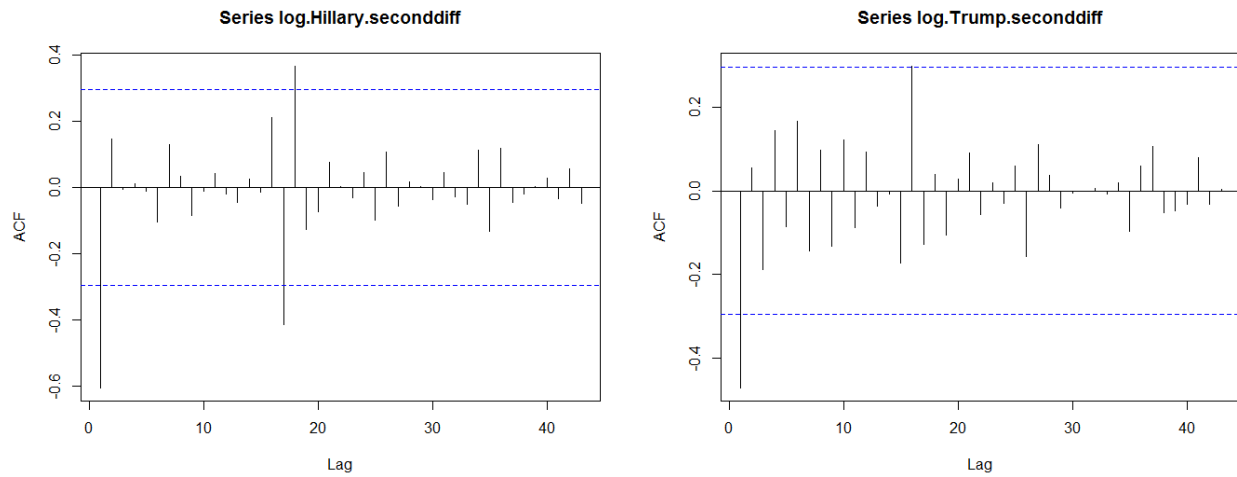 Series log.Hillary.seconddiff
ACF
0.4
0.2
0.0
-0.2
-0.4
-0.6
0 10 20 30 40
Lag
Series log.Trump.seconddiff
ACF
0.2
0.0
-0.2
-0.4
0 10 20 30 40
Lag